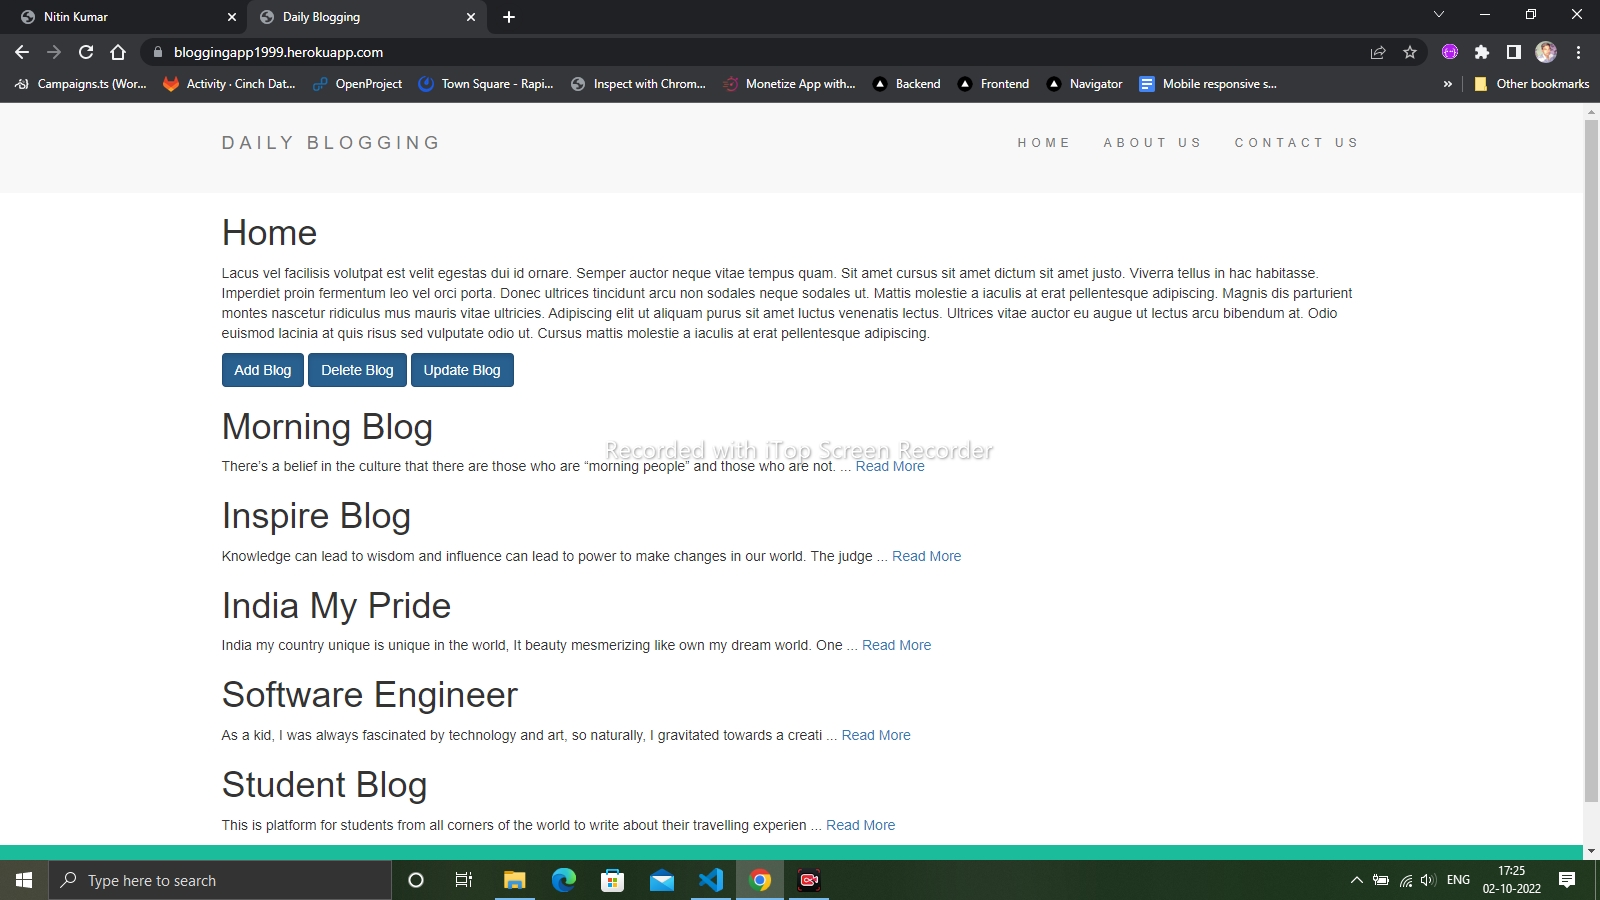 Nitin Kumar
Daily Blogging
bloggingapp1999.herokuapp.com
Campaigns.ts (Wor...
Activity · Cinch Dat...
OpenProject
Town Square - Rapi...
Inspect with Chrom...
Monetize App with...
Backend
Frontend
Navigator
Mobile responsive s...
»
Other bookmarks
DAILY BLOGGING
HOME
ABOUT US
CONTACT US
Home
Lacus vel facilisis volutpat est velit egestas dui id ornare. Semper auctor neque vitae tempus quam. Sit amet cursus sit amet dictum sit amet justo. Viverra tellus in hac habitasse.
Imperdiet proin fermentum leo vel orci porta. Donec ultrices tincidunt arcu non sodales neque sodales ut. Mattis molestie a iaculis at erat pellentesque adipiscing. Magnis dis parturient
montes nascetur ridiculus mus mauris vitae ultricies. Adipiscing elit ut aliquam purus sit amet luctus venenatis lectus. Ultrices vitae auctor eu augue ut lectus arcu bibendum at. Odio
euismod lacinia at quis risus sed vulputate odio ut. Cursus mattis molestie a iaculis at erat pellentesque adipiscing.
Add Blog
Delete Blog
Update Blog
Morning Blog
Recorded with iTop Screen Recorder
There's a belief in the culture that there are those who are “morning people” and those who are not. ... Read More
Inspire Blog
Knowledge can lead to wisdom and influence can lead to power to make changes in our world. The judge ... Read More
India My Pride
India my country unique is unique in the world, It beauty mesmerizing like own my dream world. One ... Read More
Software Engineer
As a kid, I was always fascinated by technology and art, so naturally, I gravitated towards a creati ... Read More
Student Blog
This is platform for students from all corners of the world to write about their travelling experien ... Read More
Type here to search
ENG
17:25
02-10-2022